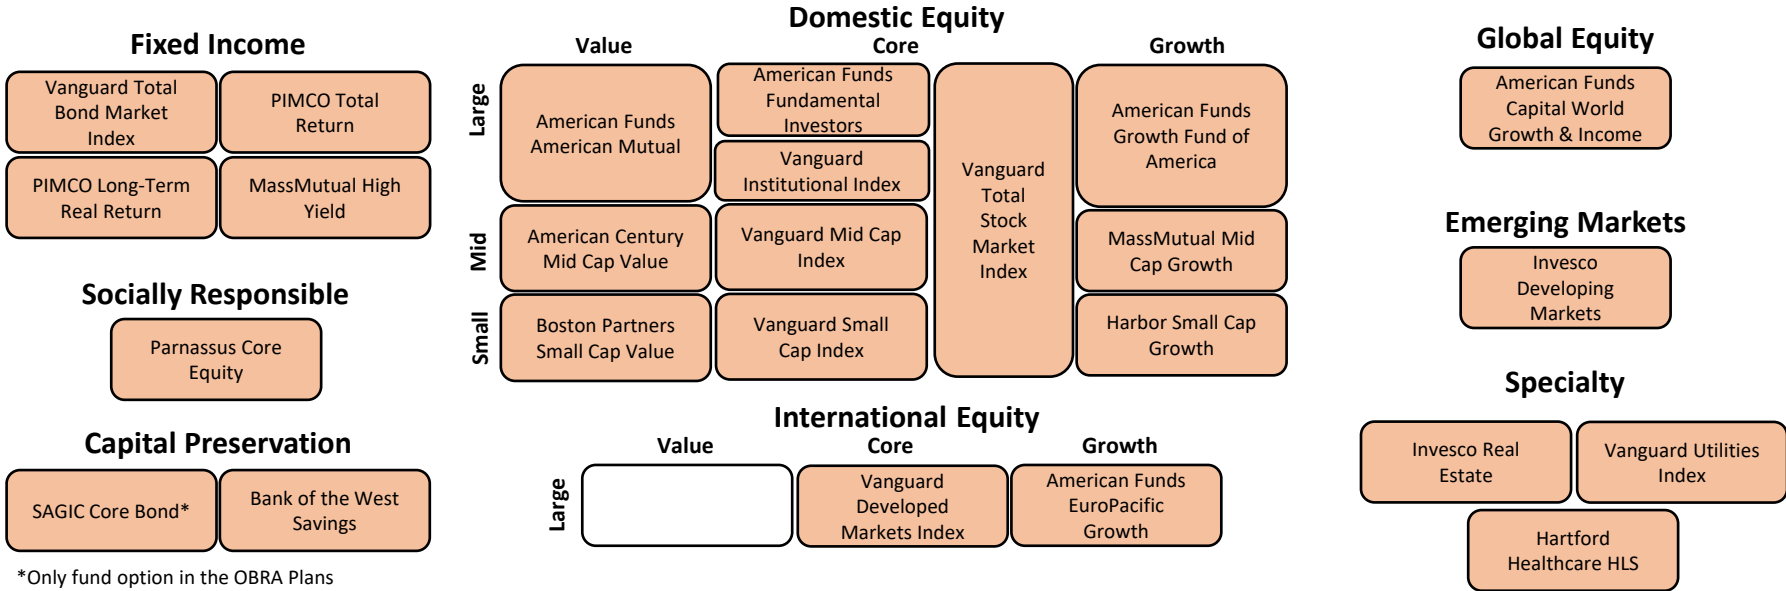 Fixed Income
Vanguard Total
Bond Market
Index
PIMCO Total
Return
PIMCO Long-Term
Real Return
MassMutual High
Yield
Socially Responsible
Parnassus Core
Equity
Capital Preservation
SAGIC Core Bond*
Bank of the West
Savings
*Only fund option in the OBRA Plans
Domestic Equity
Value
Core
Growth
Large
American Funds
American Mutual
American Funds
Fundamental
Investors
Vanguard
Institutional Index
Vanguard
Total
Stock
Market
Index
American Funds
Growth Fund of
America
Mid
American Century
Mid Cap Value
Vanguard Mid Cap
Index
MassMutual Mid
Cap Growth
Small
Boston Partners
Small Cap Value
Vanguard Small
Cap Index
Harbor Small Cap
Growth
International Equity
Value
Core
Growth
Large
Vanguard
Developed
Markets Index
American Funds
EuroPacific
Growth
Global Equity
American Funds
Capital World
Growth & Income
Emerging Markets
Invesco
Developing
Markets
Specialty
Invesco Real
Estate
Vanguard Utilities
Index
Hartford
Healthcare HLS